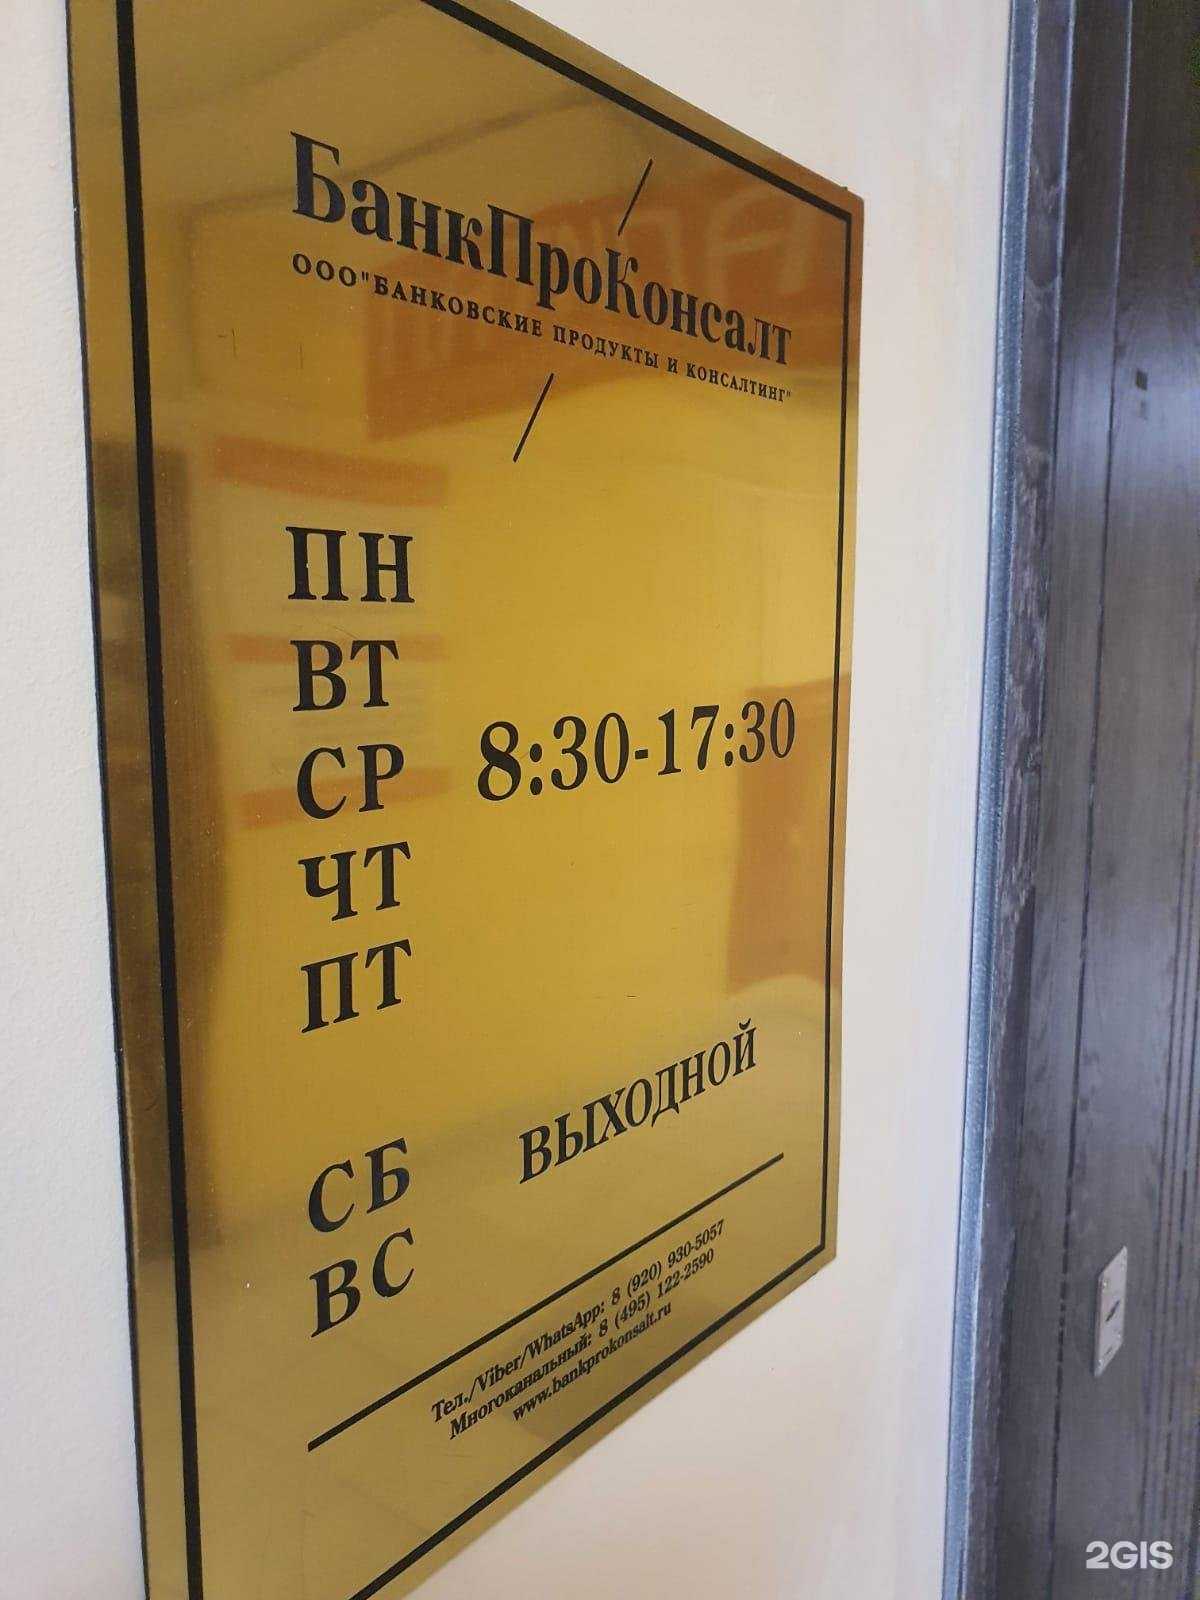 БанкПроКонсалт
ООО"БАНКОВСКИЕ ПРОДУКТЫ И КОНСАЛТИНГ"
ПН
ВТ
СР 8:30-17:30
ЧТ
ПТ
СБ ВЫХОДНОЙ
ВС
Тел./Viber/WhatsApp: 8 (920) 930-5057
Многоканальный: 8 (495) 122-2590
www.bankprokonsalt.ru
2GIS